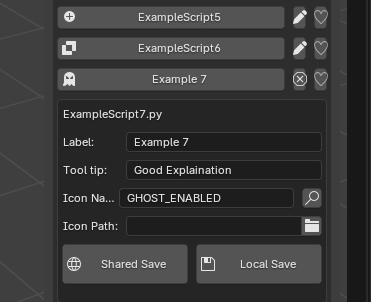 ExampleScript5
ExampleScript6
Example 7
ExampleScript7.py
Label: Example 7
Tool tip: Good Explaination
Icon Na... GHOST_ENABLED
Icon Path:
Shared Save Local Save